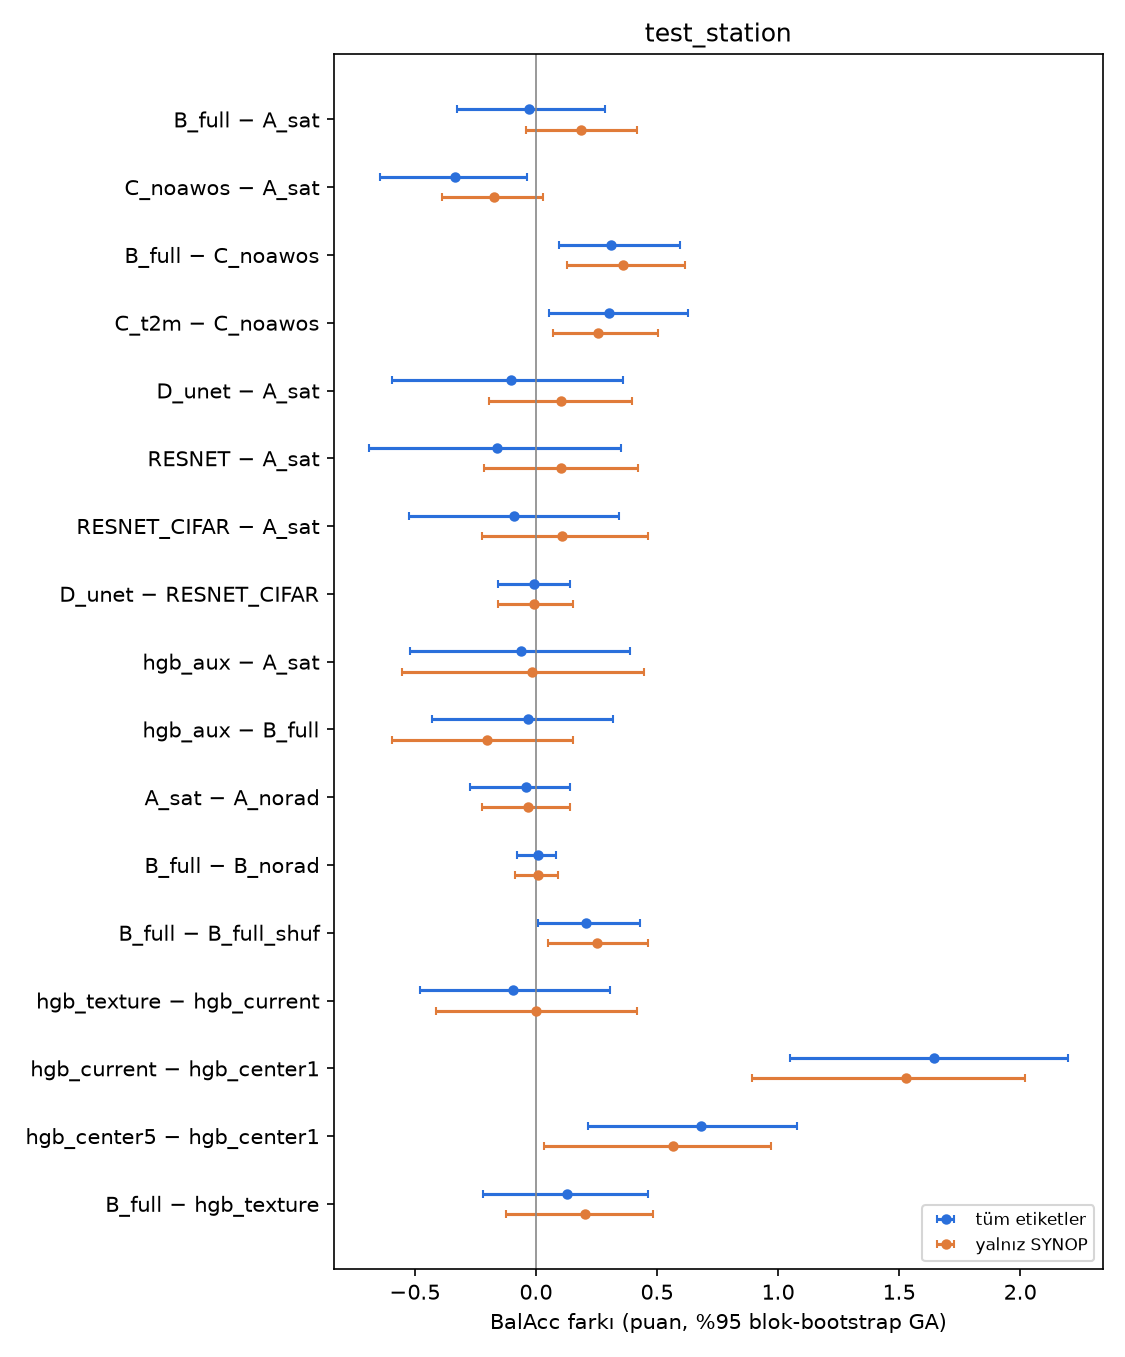 test_station
B_full − A_sat
C_noawos − A_sat
B_full − C_noawos
C_t2m − C_noawos
D_unet − A_sat
RESNET − A_sat
RESNET_CIFAR − A_sat
D_unet − RESNET_CIFAR
hgb_aux − A_sat
hgb_aux − B_full
A_sat − A_norad
B_full − B_norad
B_full − B_full_shuf
hgb_texture − hgb_current
hgb_current − hgb_center1
hgb_center5 − hgb_center1
B_full − hgb_texture
tüm etiketler
yalnız SYNOP
−0.5 0.0 0.5 1.0 1.5 2.0
BalAcc farkı (puan, %95 blok-bootstrap GA)